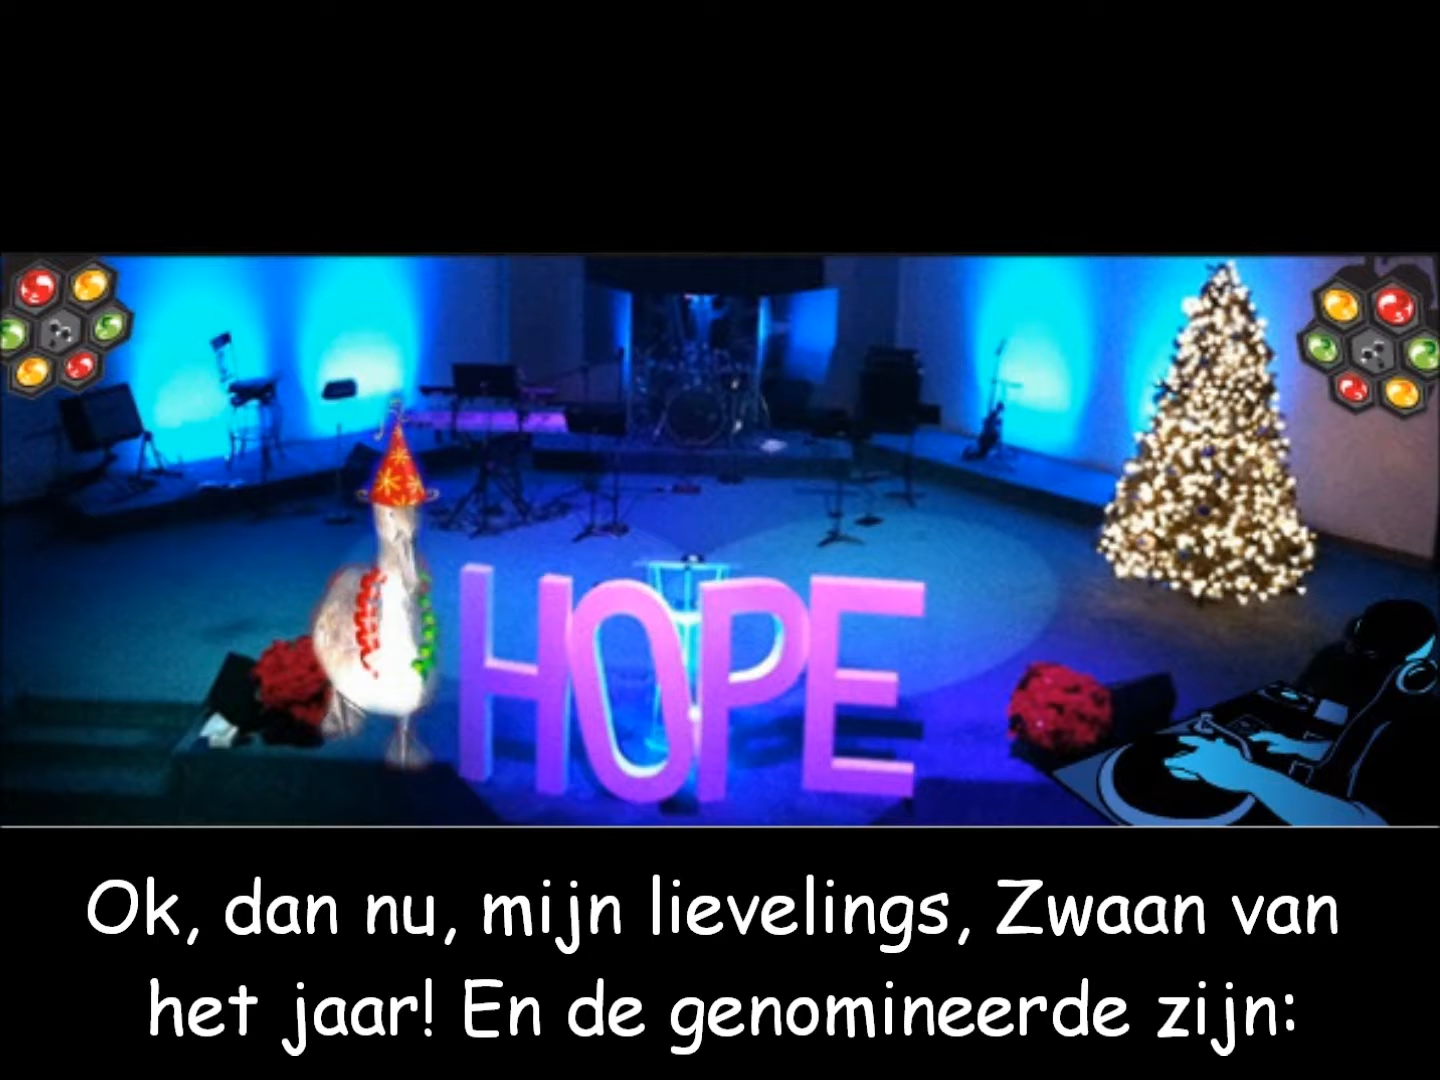 HOPE
Ok, dan nu, mijn lievelings, Zwaan van
het jaar! En de genomineerde zijn: